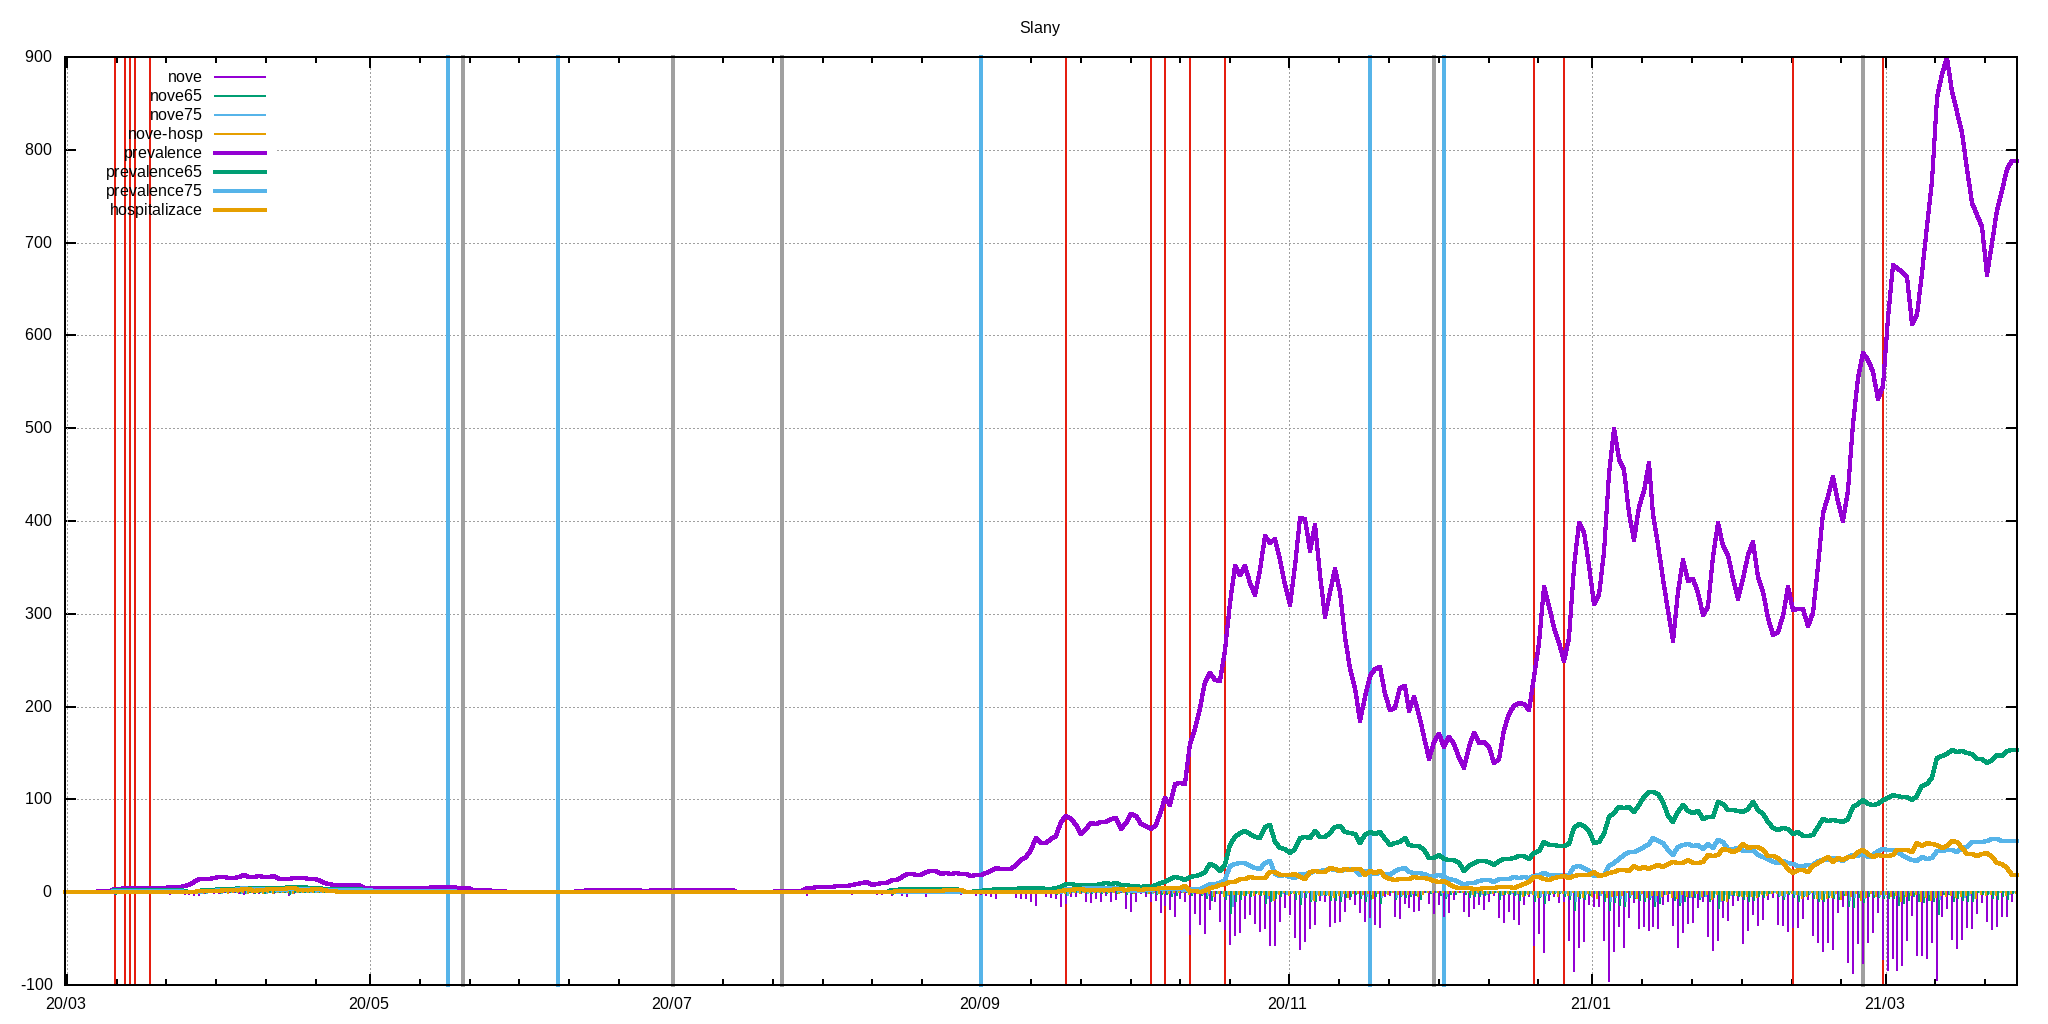 Slany
900
800
700
600
500
400
300
200
100
0
-100
nove
nove65
nove75
nove-hosp
prevalence
prevalence65
prevalence75
hospitalizace
20/03 20/05 20/07 20/09 20/11 21/01 21/03